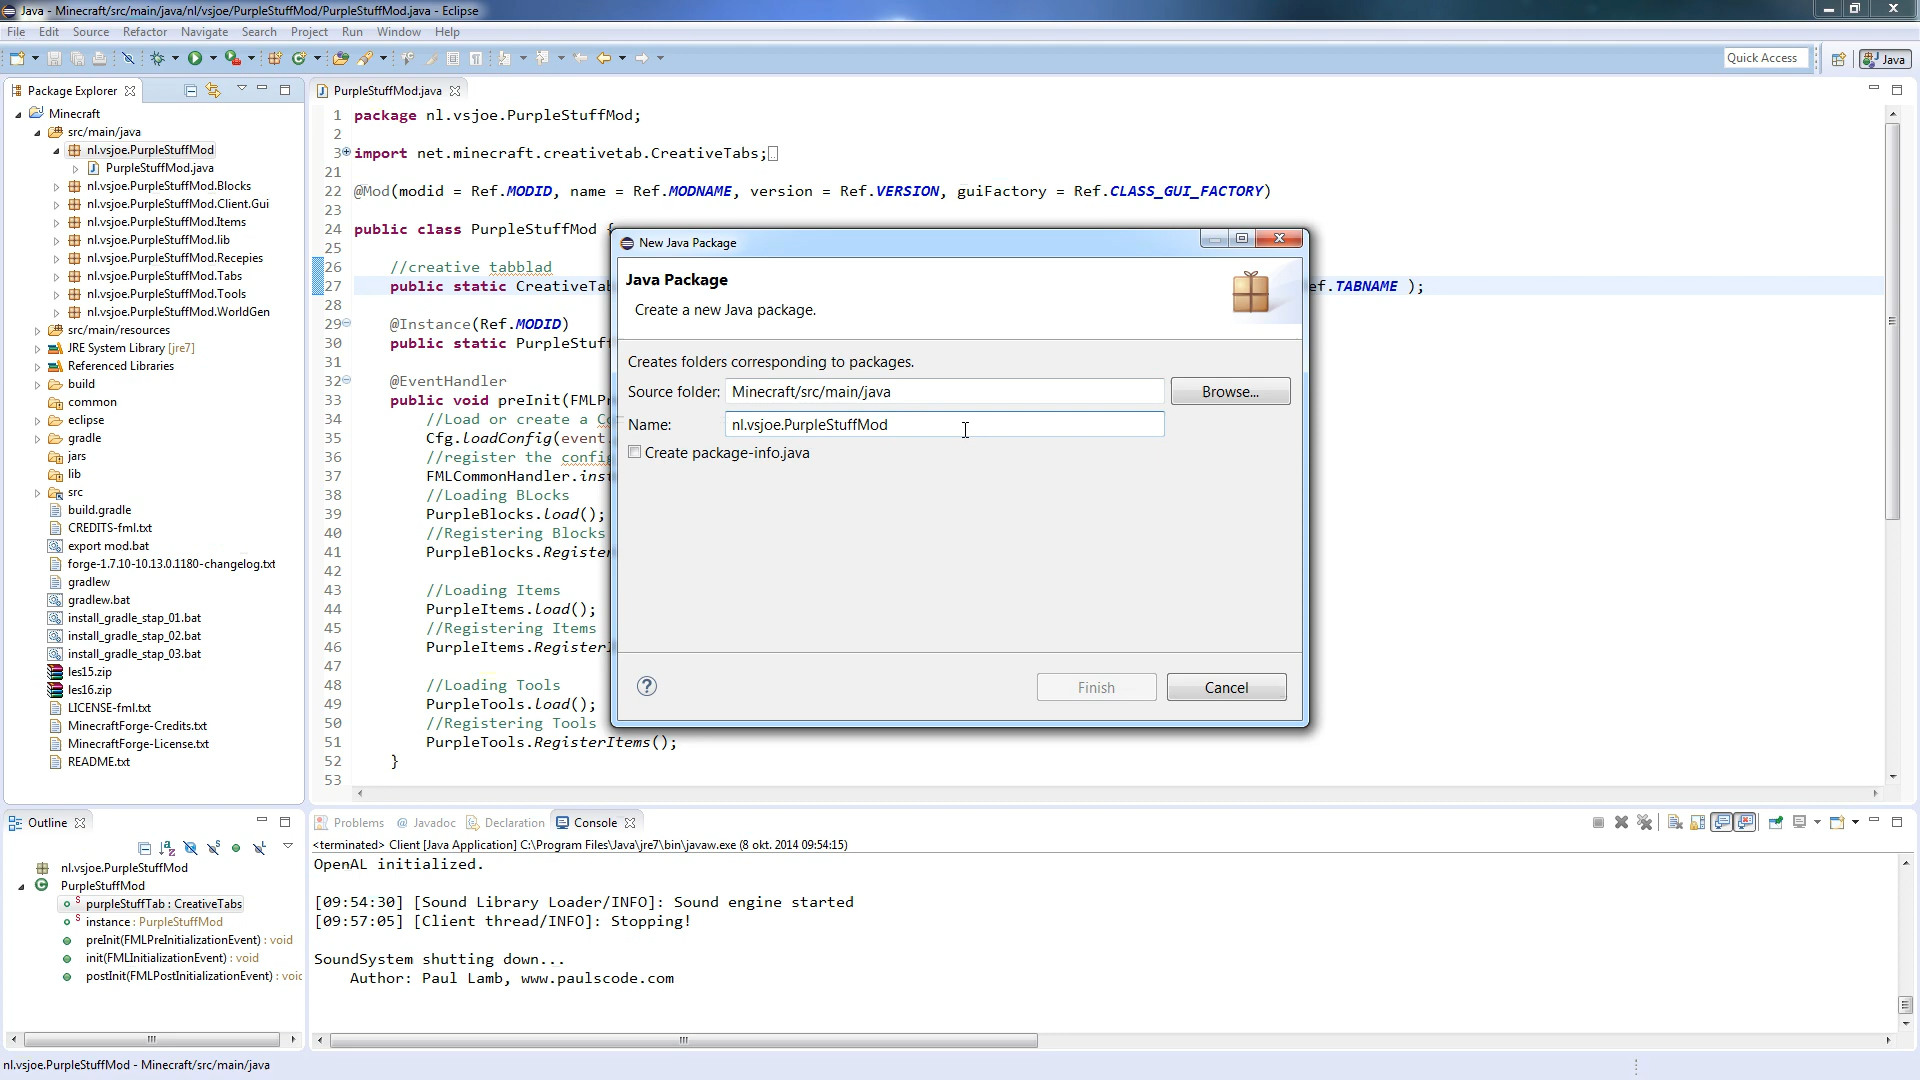 Java - Minecraft/src/main/java/nl/vsjoe/PurpleStuffMod/PurpleStuffMod.java - Eclipse
File Edit Source Refactor Navigate Search Project Run Window Help
Quick Access
Java
Package Explorer
Minecraft
src/main/java
nl.vsjoe.PurpleStuffMod
PurpleStuffMod.java
nl.vsjoe.PurpleStuffMod.Blocks
nl.vsjoe.PurpleStuffMod.Client.Gui
nl.vsjoe.PurpleStuffMod.Items
nl.vsjoe.PurpleStuffMod.lib
nl.vsjoe.PurpleStuffMod.Recepies
nl.vsjoe.PurpleStuffMod.Tabs
nl.vsjoe.PurpleStuffMod.Tools
nl.vsjoe.PurpleStuffMod.WorldGen
src/main/resources
JRE System Library [jre7]
Referenced Libraries
build
common
eclipse
gradle
jars
lib
src
build.gradle
CREDITS-fml.txt
export mod.bat
forge-1.7.10-10.13.0.1180-changelog.txt
gradlew
gradlew.bat
install_gradle_stap_01.bat
install_gradle_stap_02.bat
install_gradle_stap_03.bat
les15.zip
les16.zip
LICENSE-fml.txt
MinecraftForge-Credits.txt
MinecraftForge-License.txt
README.txt
PurpleStuffMod.java
1 package nl.vsjoe.PurpleStuffMod;
2
3 import net.minecraft.creativetab.CreativeTabs;
21
22 @Mod(modid = Ref.MODID, name = Ref.MODNAME, version = Ref.VERSION, guiFactory = Ref.CLASS_GUI_FACTORY)
23
24 public class PurpleStuffMod {
25
26 //creative tabblad
27 public static CreativeTab ef.TABNAME );
28
29 @Instance(Ref.MODID)
30 public static PurpleStuff
31
32 @EventHandler
33 public void preInit(FMLPr
34 //Load or create a Co
35 Cfg.loadConfig(event.
36 //register the config
37 FMLCommonHandler.inst
38 //Loading BLocks
39 PurpleBlocks.load();
40 //Registering Blocks
41 PurpleBlocks.Register
42
43 //Loading Items
44 PurpleItems.load();
45 //Registering Items
46 PurpleItems.RegisterI
47
48 //Loading Tools
49 PurpleTools.load();
50 //Registering Tools
51 PurpleTools.RegisterItems();
52 }
53
New Java Package
Java Package
Create a new Java package.
Creates folders corresponding to packages.
Source folder: Minecraft/src/main/java Browse...
Name: nl.vsjoe.PurpleStuffMod
Create package-info.java
? Finish Cancel
Outline
nl.vsjoe.PurpleStuffMod
PurpleStuffMod
purpleStuffTab : CreativeTabs
instance : PurpleStuffMod
preInit(FMLPreInitializationEvent) : void
init(FMLInitializationEvent) : void
postInit(FMLPostInitializationEvent) : voic
Problems @ Javadoc Declaration Console
<terminated> Client [Java Application] C:\Program Files\Java\jre7\bin\javaw.exe (8 okt. 2014 09:54:15)
OpenAL initialized.
[09:54:30] [Sound Library Loader/INFO]: Sound engine started
[09:57:05] [Client thread/INFO]: Stopping!
SoundSystem shutting down...
Author: Paul Lamb, www.paulscode.com
nl.vsjoe.PurpleStuffMod - Minecraft/src/main/java